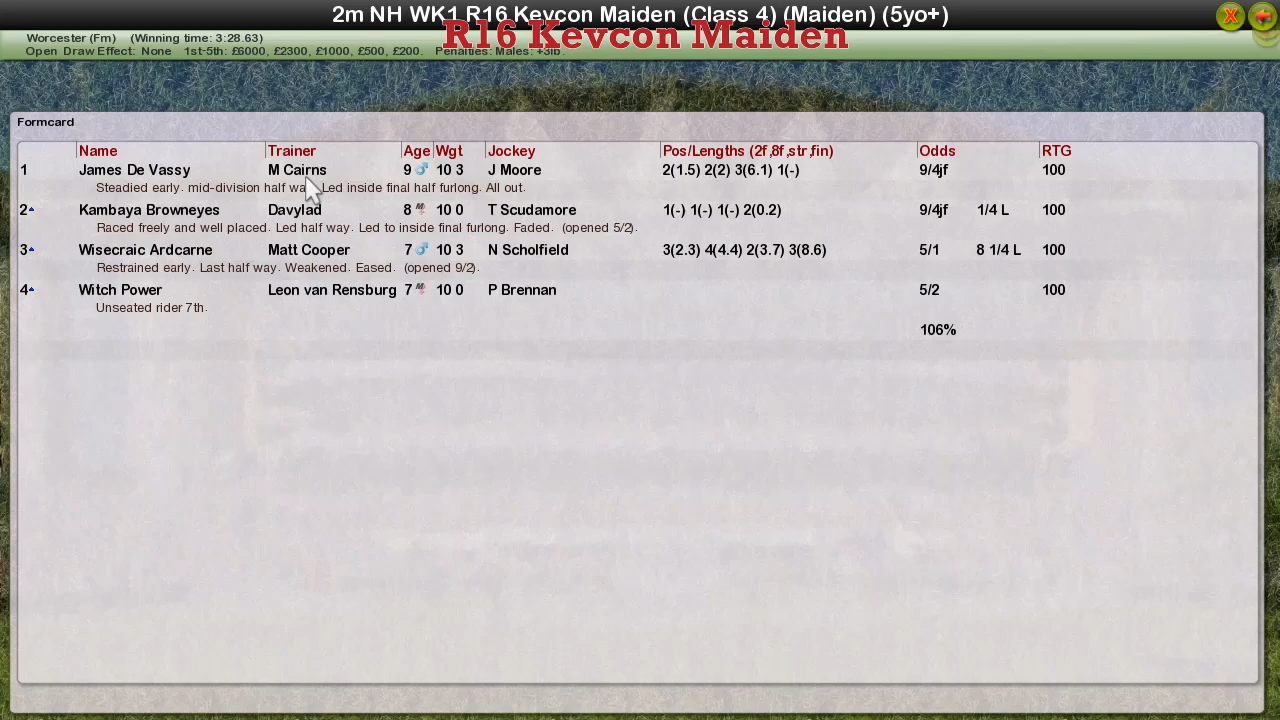 2m NH WK1 R16 Kevcon Maiden (Class 4) (Maiden) (5yo+)
R16 Kevcon Maiden
Worcester (Fm) (Winning time: 3:28.63)
Open Draw Effect: None 1st-5th: £6000, £2300, £1000, £500, £200. Penalties: Males: +3lb.
Formcard
Name Trainer Age Wgt Jockey Pos/Lengths (2f,8f,str,fin) Odds RTG
1 James De Vassy M Cairns 9 10 3 J Moore 2(1.5) 2(2) 3(6.1) 1(-) 9/4jf 100
Steadied early. mid-division half way. Led inside final half furlong. All out.
2 Kambaya Browneyes Davylad 8 10 0 T Scudamore 1(-) 1(-) 1(-) 2(0.2) 9/4jf 1/4 L 100
Raced freely and well placed. Led half way. Led to inside final furlong. Faded. (opened 5/2).
3 Wisecraic Ardcarne Matt Cooper 7 10 3 N Scholfield 3(2.3) 4(4.4) 2(3.7) 3(8.6) 5/1 8 1/4 L 100
Restrained early. Last half way. Weakened. Eased. (opened 9/2).
4 Witch Power Leon van Rensburg 7 10 0 P Brennan 5/2 100
Unseated rider 7th.
106%